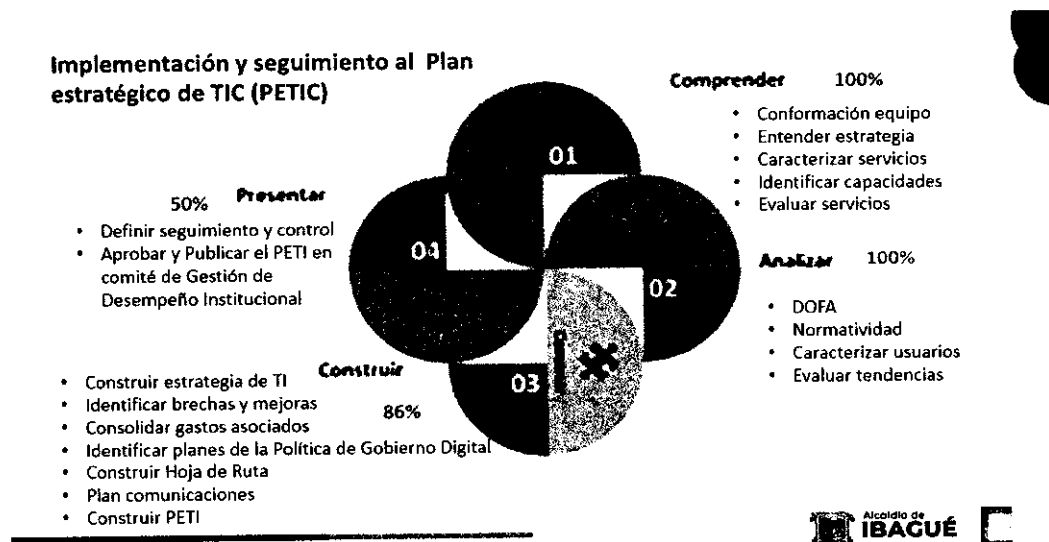 Implementación y seguimiento al Plan
estratégico de TIC (PETIC)
Comprender 100%
• Conformación equipo
• Entender estrategia
• Caracterizar servicios
• Identificar capacidades
• Evaluar servicios
01
50% Presentar
• Definir seguimiento y control
• Aprobar y Publicar el PETI en
comité de Gestión de
Desempeño Institucional
04
Analizar 100%
02
• DOFA
• Normatividad
• Caracterizar usuarios
• Evaluar tendencias
Construir
86%
03
• Construir estrategia de TI
• Identificar brechas y mejoras
• Consolidar gastos asociados
• Identificar planes de la Política de Gobierno Digital
• Construir Hoja de Ruta
• Plan comunicaciones
• Construir PETI
Alcaldia de
IBAGUÉ